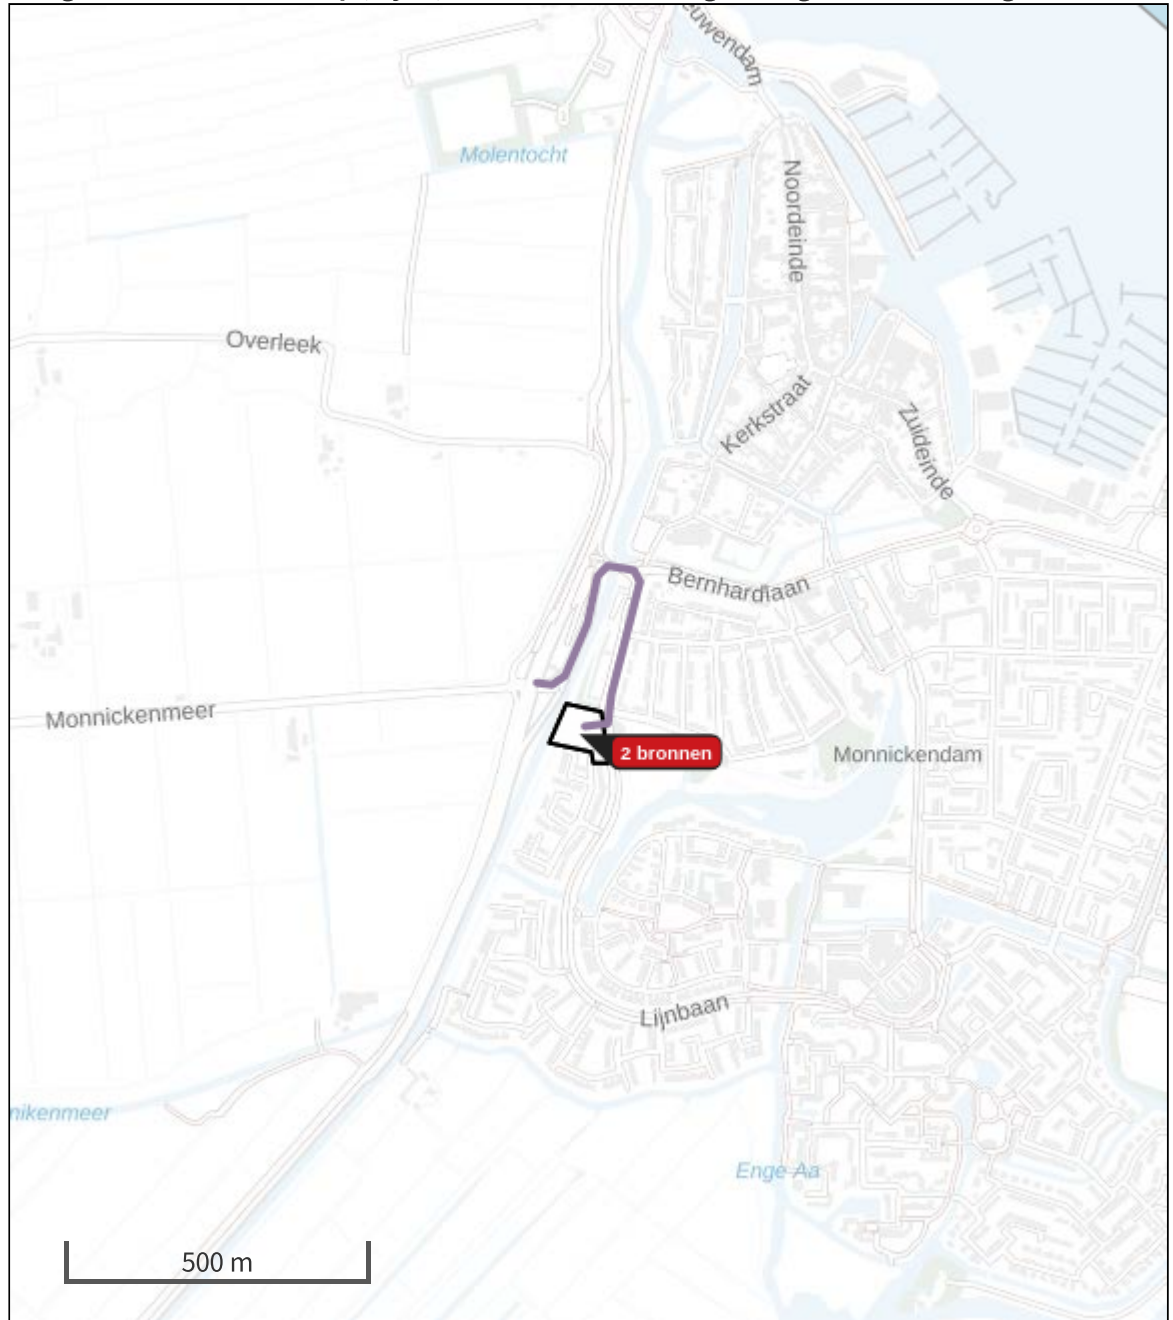 Molentocht
Noordeinde
Overleek
Kerkstraat
Zuideinde
Bernhardlaan
Monnickenmeer
2 bronnen
Monnickendam
Lijnbaan
nikenmeer
Enge Aa
500 m